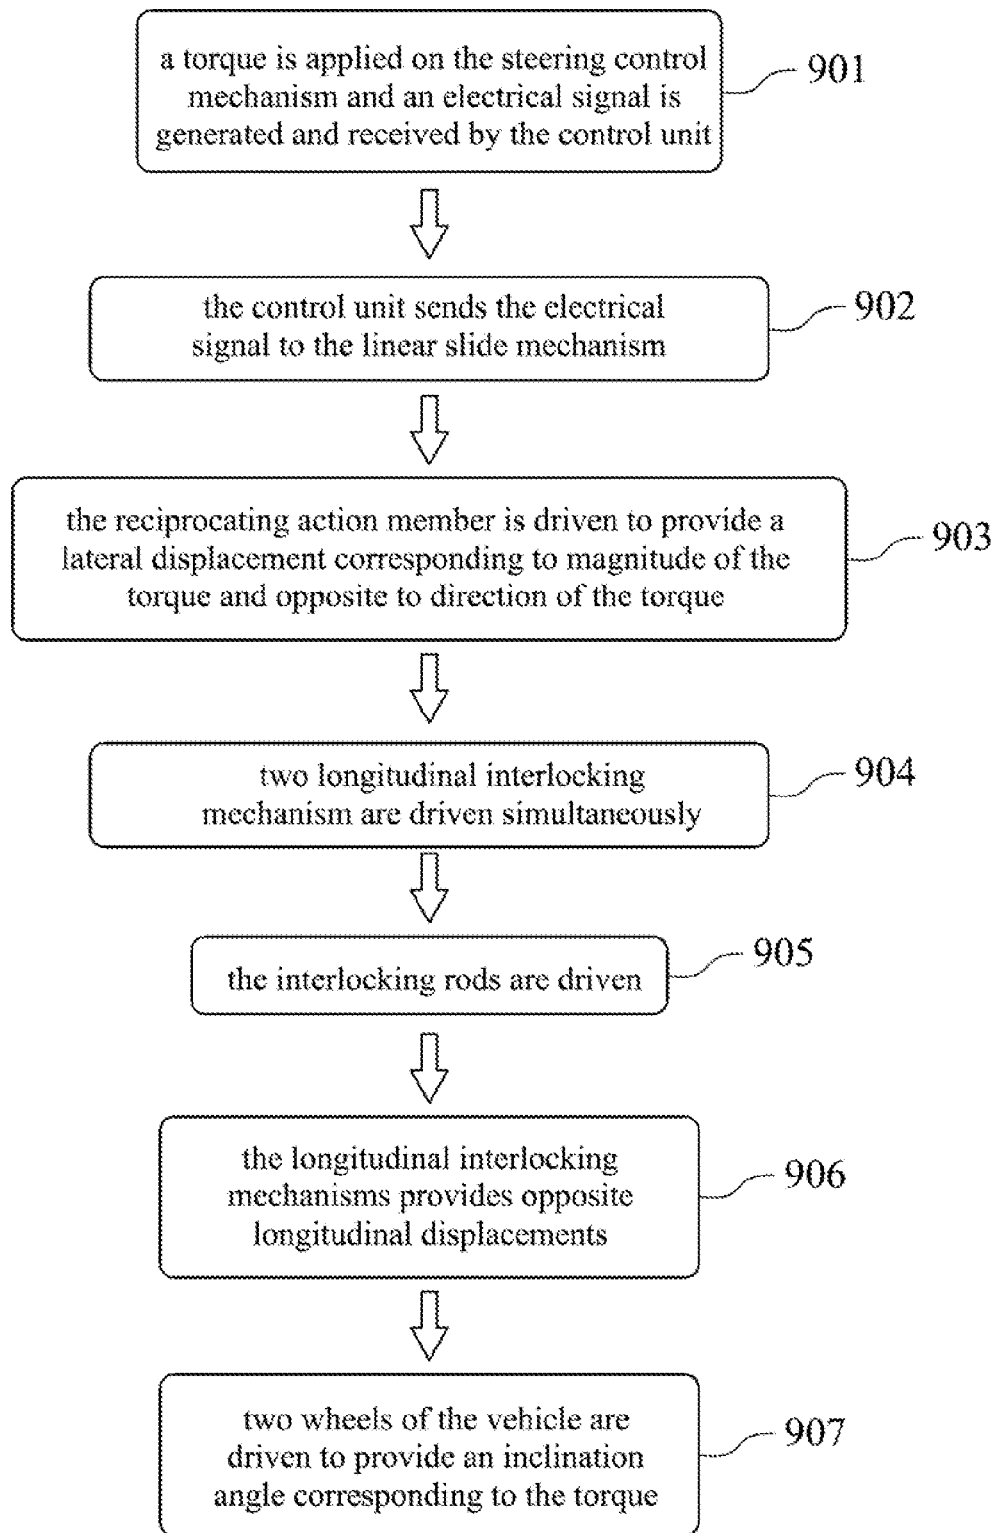 a torque is applied on the steering control
mechanism and an electrical signal is
generated and received by the control unit
901
the control unit sends the electrical
signal to the linear slide mechanism
902
the reciprocating action member is driven to provide a
lateral displacement corresponding to magnitude of the
torque and opposite to direction of the torque
903
two longitudinal interlocking
mechanism are driven simultaneously
904
the interlocking rods are driven
905
the longitudinal interlocking
mechanisms provides opposite
longitudinal displacements
906
two wheels of the vehicle are
driven to provide an inclination
angle corresponding to the torque
907